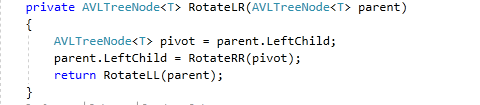 private AVLTreeNode<T> RotateLR(AVLTreeNode<T> parent)
{
    AVLTreeNode<T> pivot = parent.LeftChild;
    parent.LeftChild = RotateRR(pivot);
    return RotateLL(parent);
}